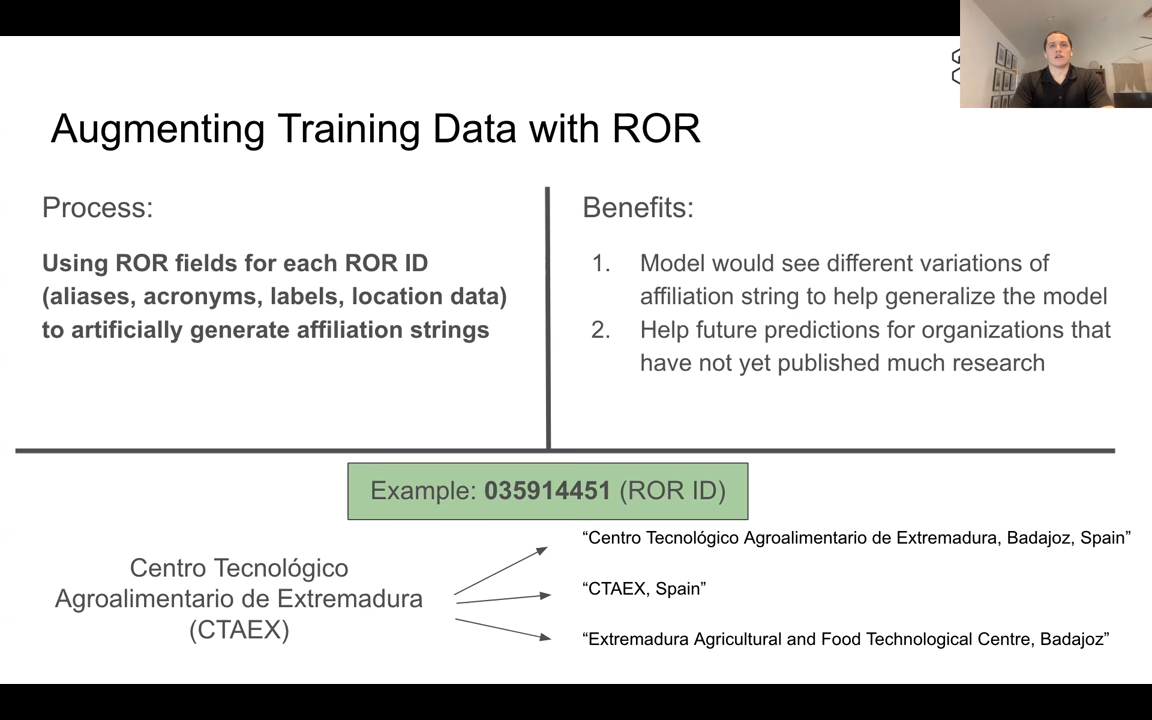 Augmenting Training Data with ROR
Process:
Using ROR fields for each ROR ID
(aliases, acronyms, labels, location data)
to artificially generate affiliation strings
Benefits:
1. Model would see different variations of
affiliation string to help generalize the model
2. Help future predictions for organizations that
have not yet published much research
Example: 035914451 (ROR ID)
Centro Tecnológico
Agroalimentario de Extremadura
(CTAEX)
“Centro Tecnológico Agroalimentario de Extremadura, Badajoz, Spain”
“CTAEX, Spain”
“Extremadura Agricultural and Food Technological Centre, Badajoz”